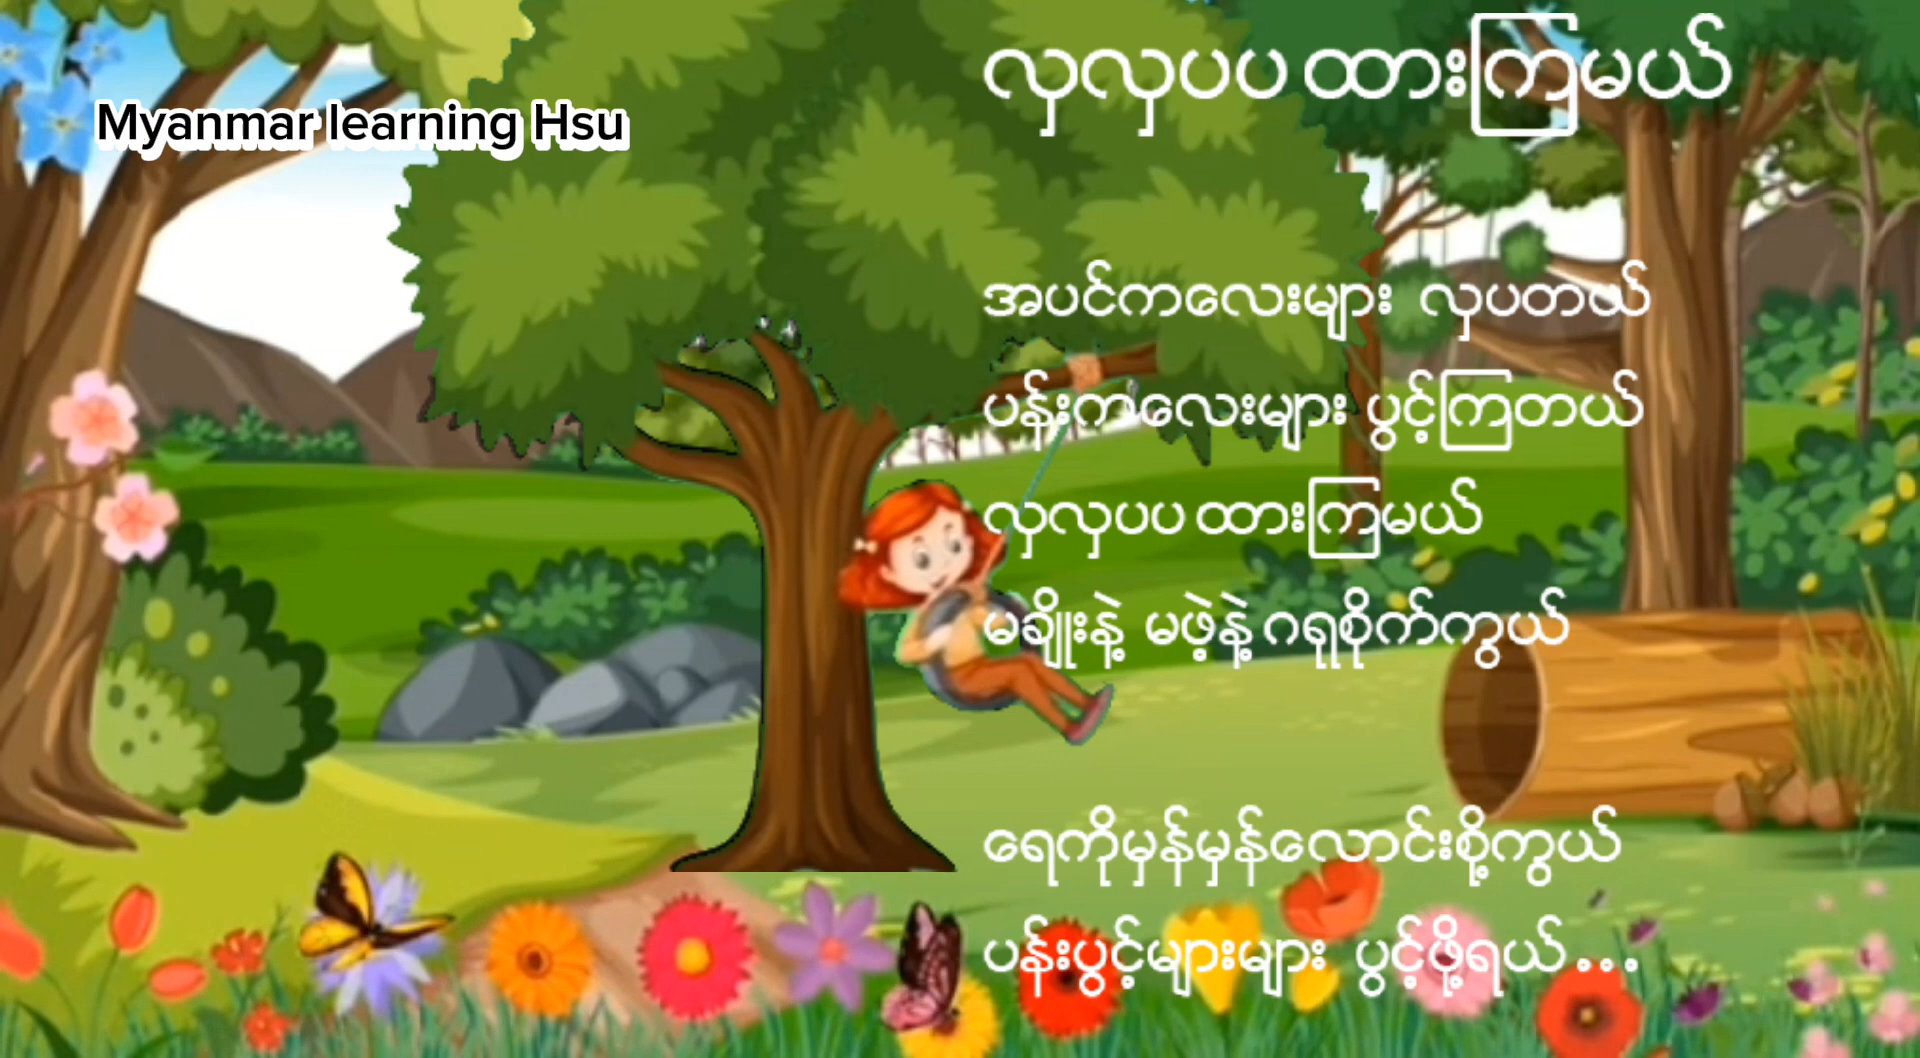 Myanmar learning Hsu
လှလှပပ ထားကြမယ်
အပင်ကလေးများ လှပတယ်
ပန်းကလေးများ ပွင့်ကြတယ်
လှလှပပ ထားကြမယ်
မချိုးနဲ့ မဖဲ့နဲ့ ဂရုစိုက်ကွယ်
ရေကိုမှန်မှန်လောင်းစို့ကွယ်
ပန်းပွင့်များများ ပွင့်ဖို့ရယ်...